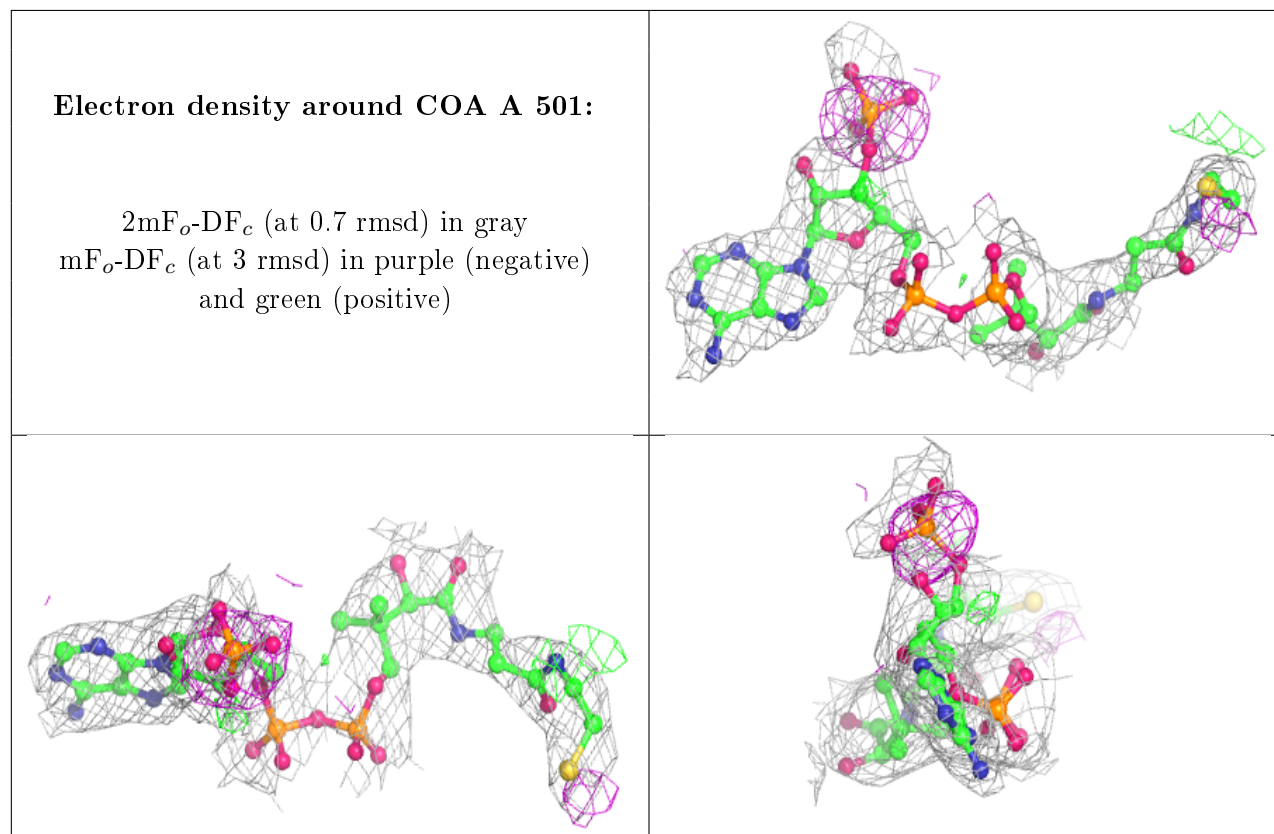 Electron density around COA A 501:
2mFₒ-DF𝒸 (at 0.7 rmsd) in gray
mFₒ-DF𝒸 (at 3 rmsd) in purple (negative)
and green (positive)